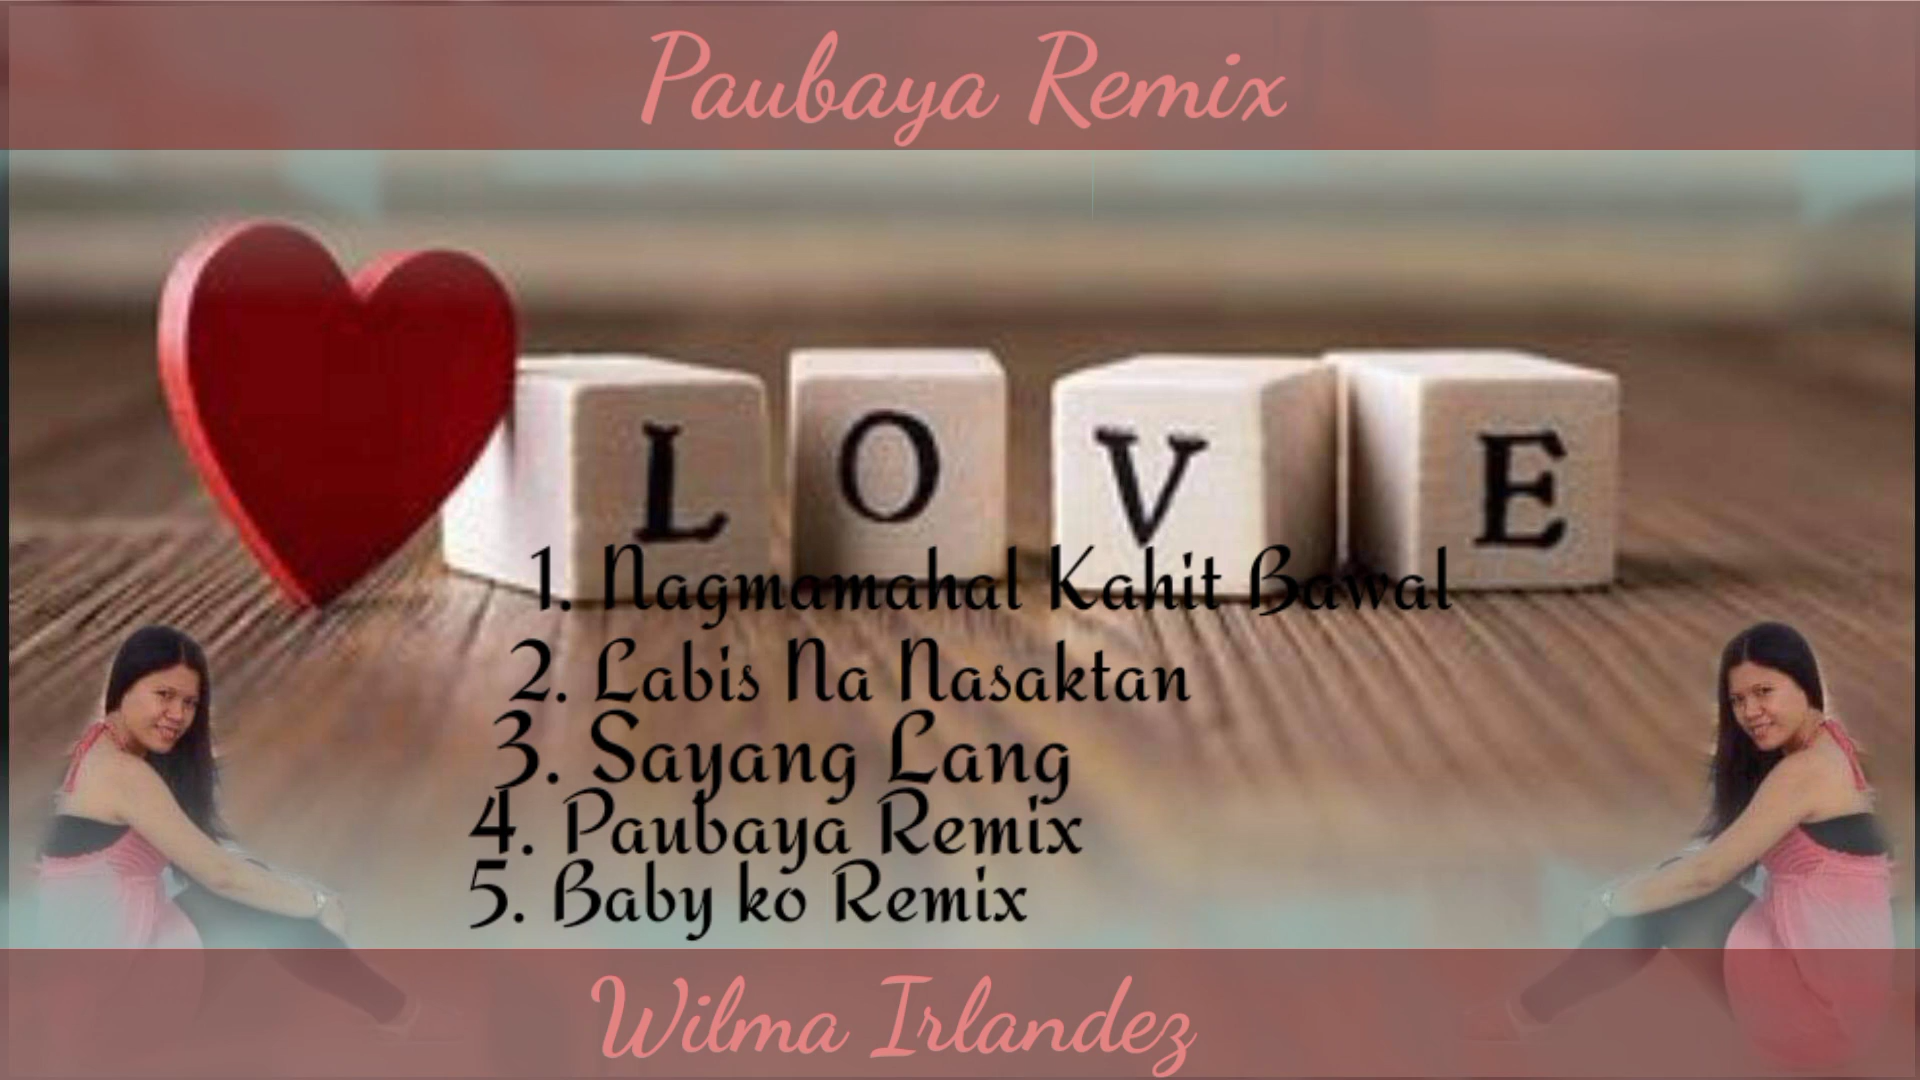 Paubaya Remix
L O V E
1. Nagmamahal Kahit Bawal
2. Labis Na Nasaktan
3. Sayang Lang
4. Paubaya Remix
5. Baby ko Remix
Wilma Irlandez